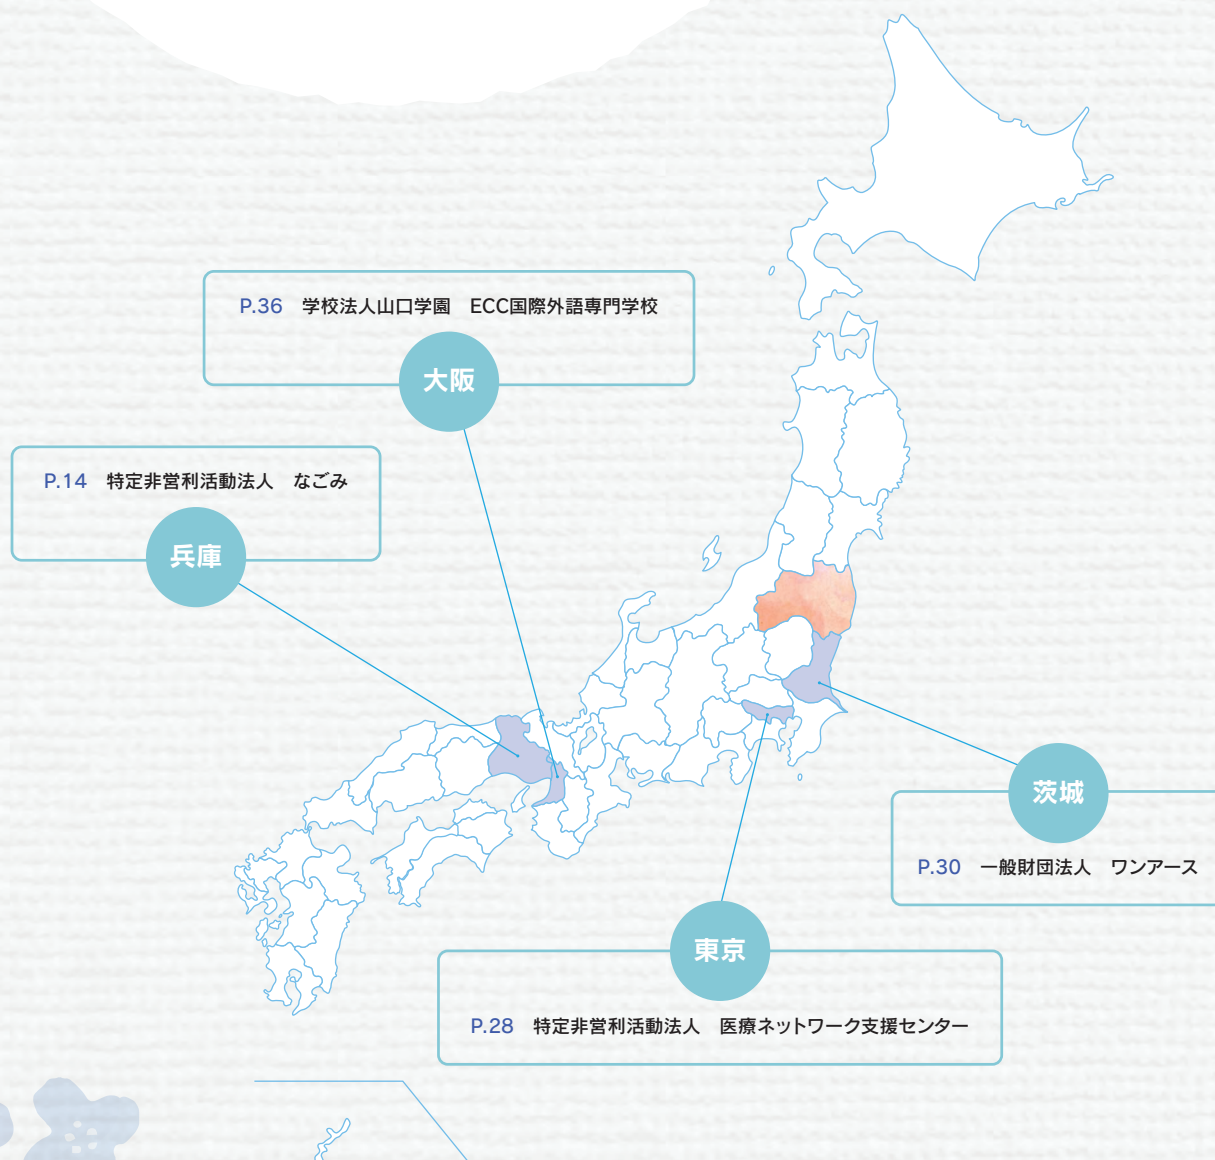 P.36 学校法人山口学園 ECC国際外語専門学校
大阪
P.14 特定非営利活動法人 なごみ
兵庫
茨城
P.30 一般財団法人 ワンアース
東京
P.28 特定非営利活動法人 医療ネットワーク支援センター